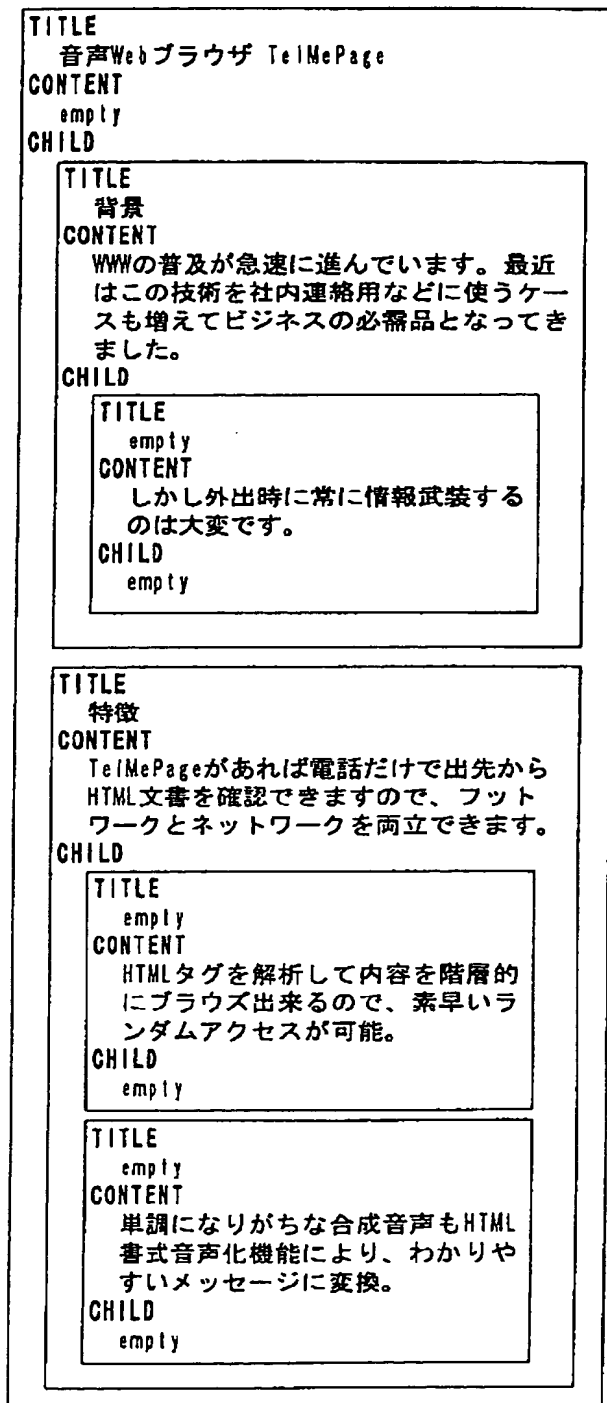 TITLE
音声Webブラウザ TelMePage
CONTENT
empty
CHILD
TITLE
背景
CONTENT
WWWの普及が急速に進んでいます。最近
はこの技術を社内連絡用などに使うケー
スも増えてビジネスの必需品となってき
ました。
CHILD
TITLE
empty
CONTENT
しかし外出時に常に情報武装する
のは大変です。
CHILD
empty
TITLE
特徴
CONTENT
TelMePageがあれば電話だけで出先から
HTML文書を確認できますので、フット
ワークとネットワークを両立できます。
CHILD
TITLE
empty
CONTENT
HTMLタグを解析して内容を階層的
にブラウズ出来るので、素早いラ
ンダムアクセスが可能。
CHILD
empty
TITLE
empty
CONTENT
単調になりがちな合成音声もHTML
書式音声化機能により、わかりや
すいメッセージに変換。
CHILD
empty